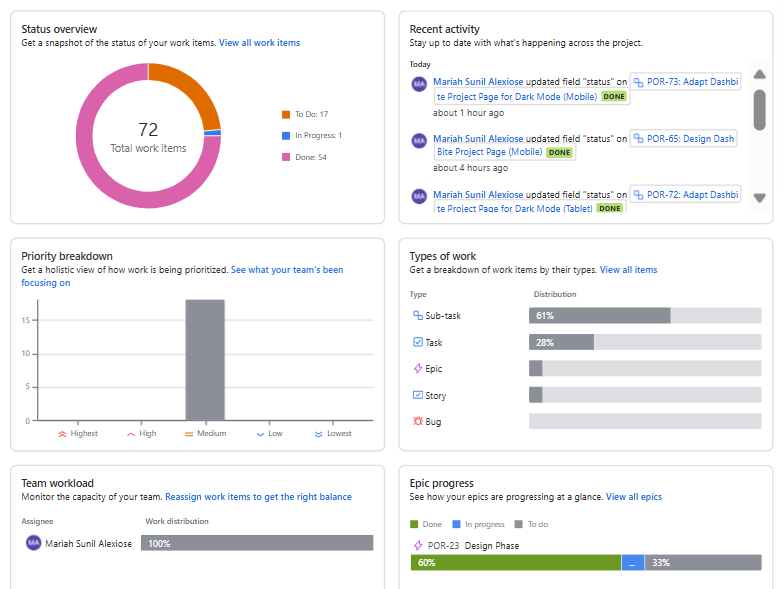 Status overview
Get a snapshot of the status of your work items. View all work items
72
Total work items
To Do: 17
In Progress: 1
Done: 54
Recent activity
Stay up to date with what's happening across the project.
Today
MA Mariah Sunil Alexiose updated field "status" on POR-73: Adapt Dashbi
te Project Page for Dark Mode (Mobile) DONE
about 1 hour ago
MA Mariah Sunil Alexiose updated field "status" on POR-65: Design Dash
Bite Project Page (Mobile) DONE
about 4 hours ago
MA Mariah Sunil Alexiose updated field "status" on POR-72: Adapt Dashbi
te Project Page for Dark Mode (Tablet) DONE
Priority breakdown
Get a holistic view of how work is being prioritized. See what your team's been
focusing on
15
10
5
0
Highest High Medium Low Lowest
Types of work
Get a breakdown of work items by their types. View all items
Type Distribution
Sub-task 61%
Task 28%
Epic
Story
Bug
Team workload
Monitor the capacity of your team. Reassign work items to get the right balance
Assignee Work distribution
MA Mariah Sunil Alexiose 100%
Epic progress
See how your epics are progressing at a glance. View all epics
Done In progress To do
POR-23 Design Phase
60% ... 33%